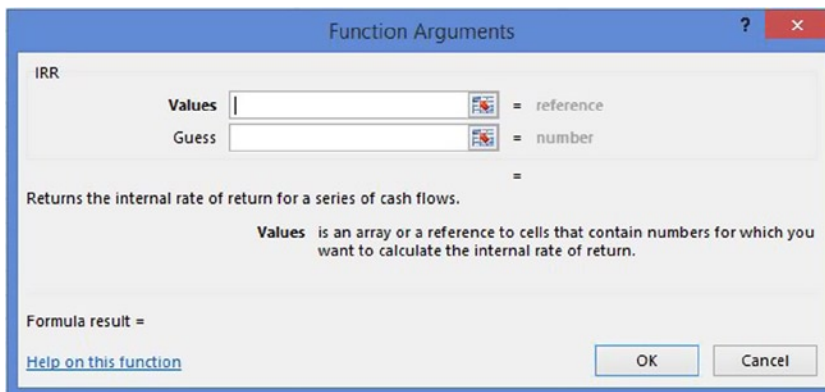 Function Arguments
? ×
IRR
Values = reference
Guess = number
=
Returns the internal rate of return for a series of cash flows.
Values is an array or a reference to cells that contain numbers for which you
want to calculate the internal rate of return.
Formula result =
Help on this function
OK Cancel